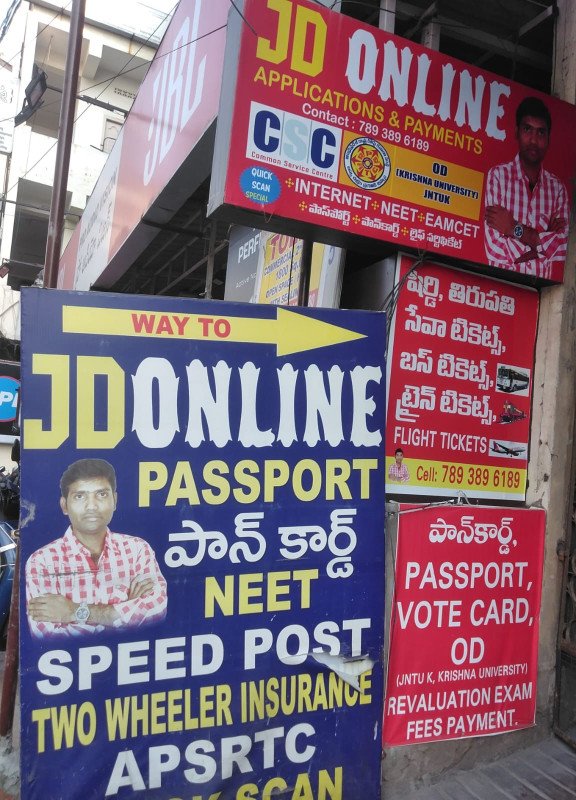 JD ONLINE
APPLICATIONS & PAYMENTS
Contact : 789 389 6189
CSC
Common Service Centre
OD
(KRISHNA UNIVERSITY)
JNTUK
QUICK
SCAN
SPECIAL
+INTERNET+NEET+EAMCET
+పాస్‌పోర్ట్ +పాన్‌కార్డ్ +లైఫ్ సర్టిఫికేట్
JBL
WAY TO
JD ONLINE
PASSPORT
పాన్ కార్డ్
NEET
SPEED POST
TWO WHEELER INSURANCE
APSRTC
SCAN
షిర్డి, తిరుపతి
సేవా టికెట్స్,
బస్ టికెట్స్,
ట్రైన్ టికెట్స్,
FLIGHT TICKETS
Cell: 789 389 6189
పాన్‌కార్డ్,
PASSPORT,
VOTE CARD,
OD
(JNTU K, KRISHNA UNIVERSITY)
REVALUATION EXAM
FEES PAYMENT.